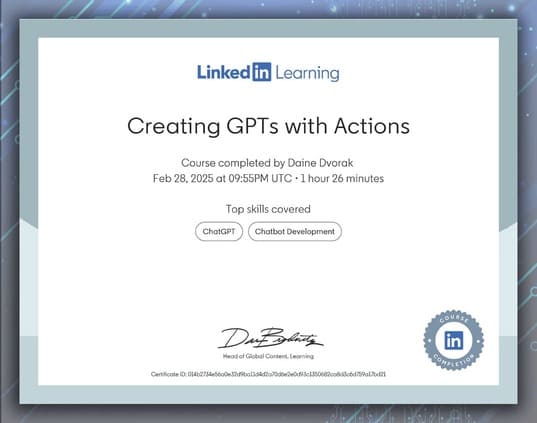 Linked in Learning
Creating GPTs with Actions
Course completed by Daine Dvorak
Feb 28, 2025 at 09:55PM UTC • 1 hour 26 minutes
Top skills covered
ChatGPT
Chatbot Development
Head of Global Content, Learning
COURSE
in
COMPLETION
Certificate ID: